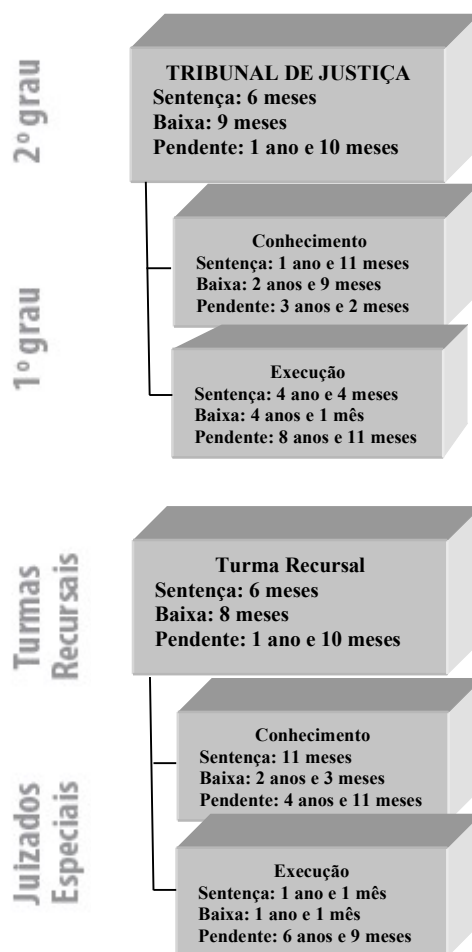 2º grau
TRIBUNAL DE JUSTIÇA
Sentença: 6 meses
Baixa: 9 meses
Pendente: 1 ano e 10 meses
1º grau
Conhecimento
Sentença: 1 ano e 11 meses
Baixa: 2 anos e 9 meses
Pendente: 3 anos e 2 meses
Execução
Sentença: 4 ano e 4 meses
Baixa: 4 anos e 1 mês
Pendente: 8 anos e 11 meses
Turmas
Recursais
Turma Recursal
Sentença: 6 meses
Baixa: 8 meses
Pendente: 1 ano e 10 meses
Juizados
Especiais
Conhecimento
Sentença: 11 meses
Baixa: 2 anos e 3 meses
Pendente: 4 anos e 11 meses
Execução
Sentença: 1 ano e 1 mês
Baixa: 1 ano e 1 mês
Pendente: 6 anos e 9 meses